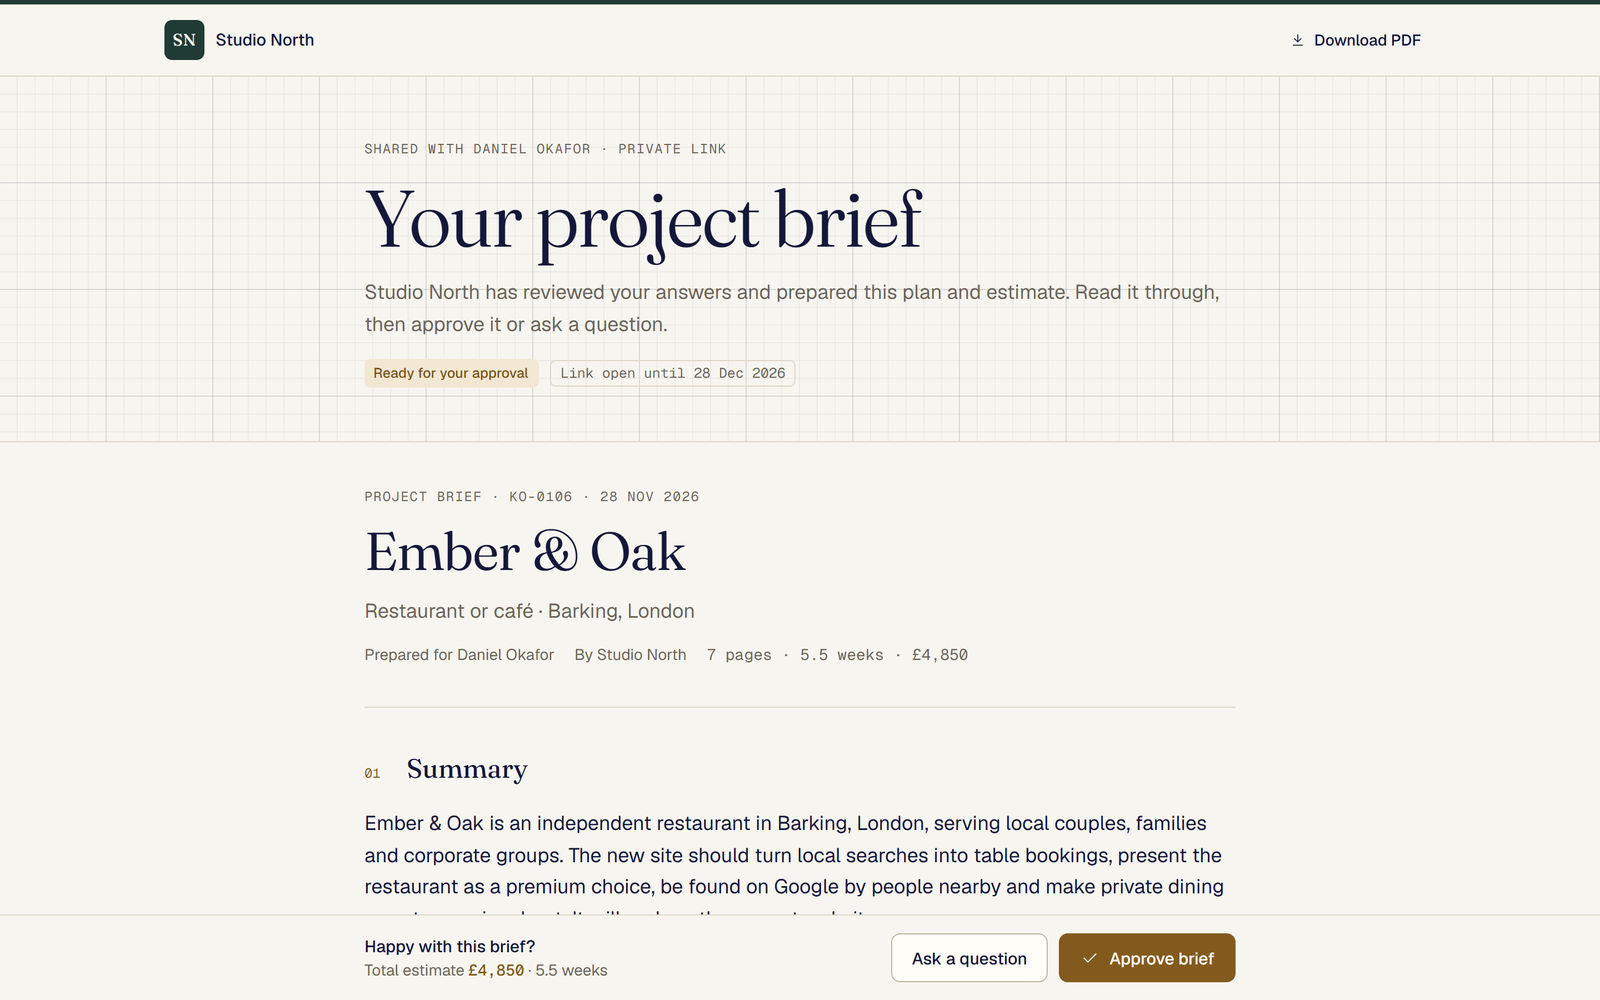 SN Studio North
Download PDF
SHARED WITH DANIEL OKAFOR · PRIVATE LINK
Your project brief
Studio North has reviewed your answers and prepared this plan and estimate. Read it through,
then approve it or ask a question.
Ready for your approval
Link open until 28 Dec 2026
PROJECT BRIEF · KO-0106 · 28 NOV 2026
Ember & Oak
Restaurant or café · Barking, London
Prepared for Daniel Okafor By Studio North 7 pages · 5.5 weeks · £4,850
01 Summary
Ember & Oak is an independent restaurant in Barking, London, serving local couples, families
and corporate groups. The new site should turn local searches into table bookings, present the
restaurant as a premium choice, be found on Google by people nearby and make private dining
Happy with this brief?
Total estimate £4,850 · 5.5 weeks
Ask a question
Approve brief